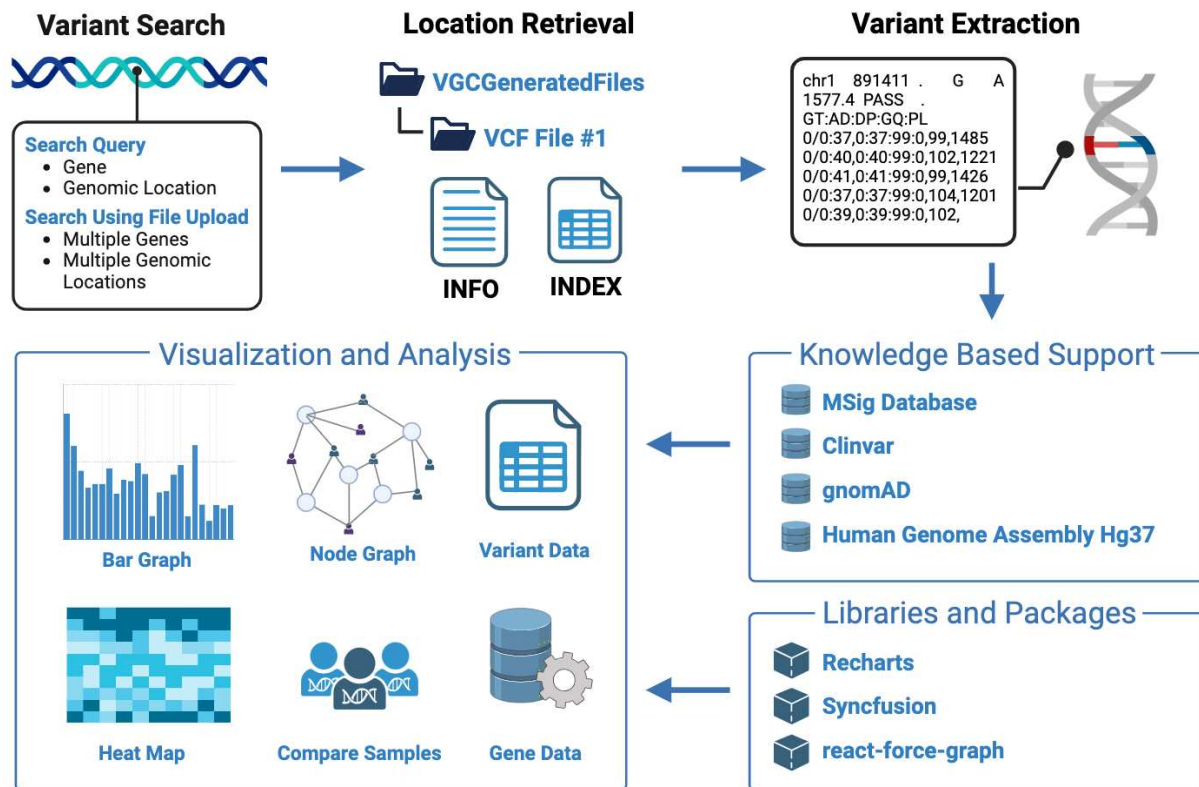 Variant Search
Search Query
• Gene
• Genomic Location
Search Using File Upload
• Multiple Genes
• Multiple Genomic
Locations
Location Retrieval
VGCGeneratedFiles
VCF File #1
INFO
INDEX
Variant Extraction
chr1 891411 . G A
1577.4 PASS .
GT:AD:DP:GQ:PL
0/0:37,0:37:99:0,99,1485
0/0:40,0:40:99:0,102,1221
0/0:41,0:41:99:0,99,1426
0/0:37,0:37:99:0,104,1201
0/0:39,0:39:99:0,102,
Knowledge Based Support
MSig Database
Clinvar
gnomAD
Human Genome Assembly Hg37
Libraries and Packages
Recharts
Syncfusion
react-force-graph
Visualization and Analysis
Bar Graph
Node Graph
Variant Data
Heat Map
Compare Samples
Gene Data